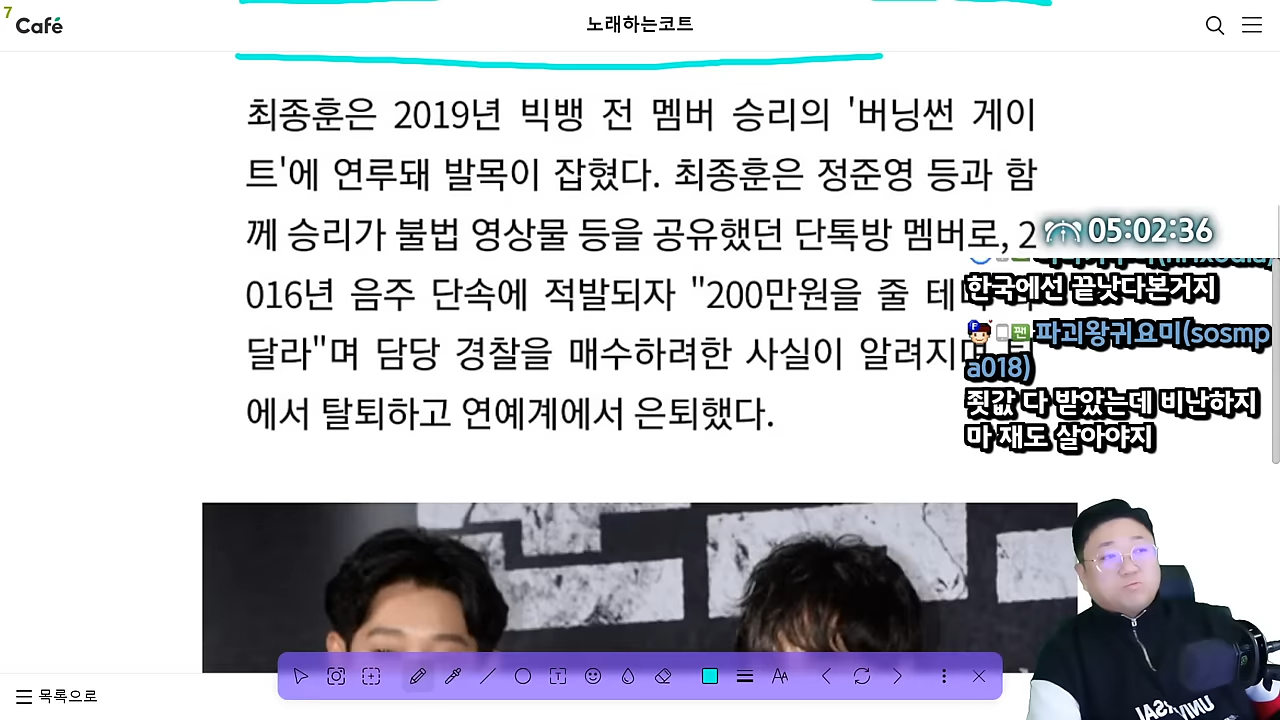 7
Café
노래하는코트
최종훈은 2019년 빅뱅 전 멤버 승리의 '버닝썬 게이
트'에 연루돼 발목이 잡혔다. 최종훈은 정준영 등과 함
께 승리가 불법 영상물 등을 공유했던 단톡방 멤버로, 2
016년 음주 단속에 적발되자 "200만원을 줄 테
달라"며 담당 경찰을 매수하려한 사실이 알려지
에서 탈퇴하고 연예계에서 은퇴했다.
05:02:36
한국에선 끝낫다본거지
파괴왕귀요미(sosmp
a018)
죗값 다 받았는데 비난하지
마 재도 살아야지
목록으로